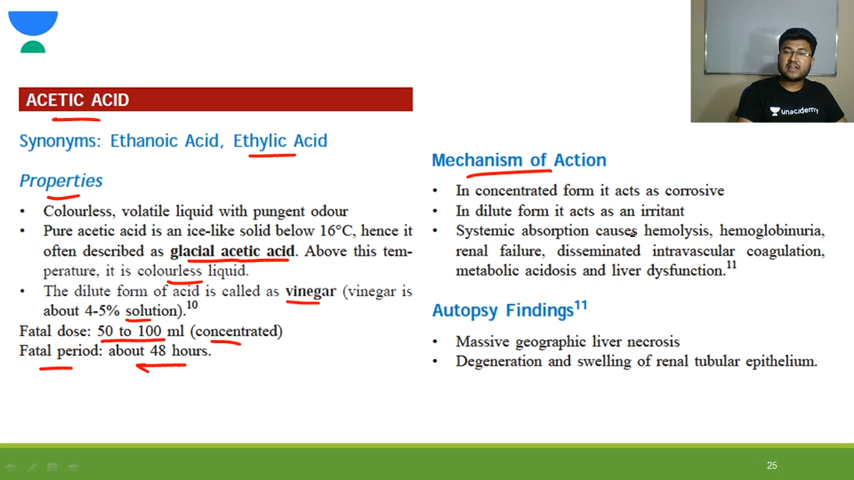 ACETIC ACID
Synonyms: Ethanoic Acid, Ethylic Acid
Properties
• Colourless, volatile liquid with pungent odour
• Pure acetic acid is an ice-like solid below 16°C, hence it
often described as glacial acetic acid. Above this tem-
perature, it is colourless liquid.
• The dilute form of acid is called as vinegar (vinegar is
about 4-5% solution).10
Fatal dose: 50 to 100 ml (concentrated)
Fatal period: about 48 hours.
Mechanism of Action
• In concentrated form it acts as corrosive
• In dilute form it acts as an irritant
• Systemic absorption causes hemolysis, hemoglobinuria,
renal failure, disseminated intravascular coagulation,
metabolic acidosis and liver dysfunction.11
Autopsy Findings11
• Massive geographic liver necrosis
• Degeneration and swelling of renal tubular epithelium.
unacademy
25